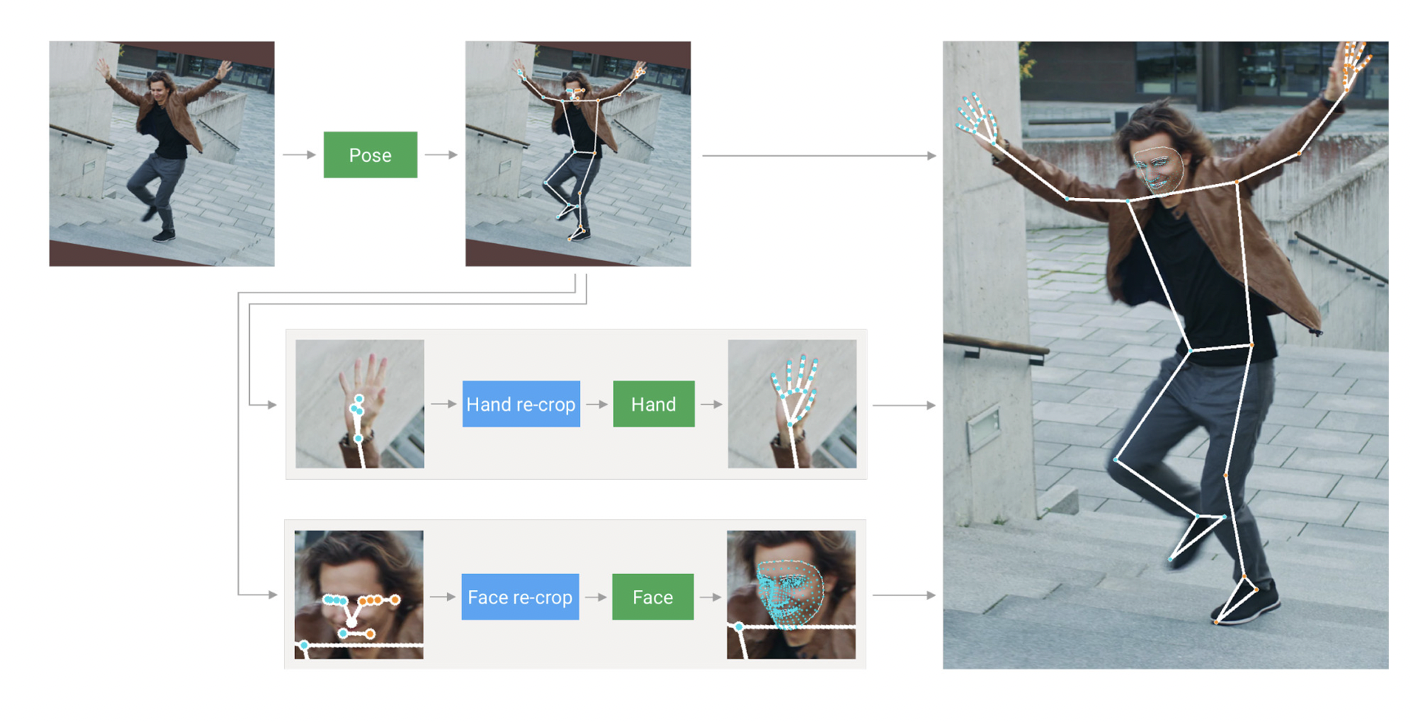 Pose
Hand re-crop
Hand
Face re-crop
Face